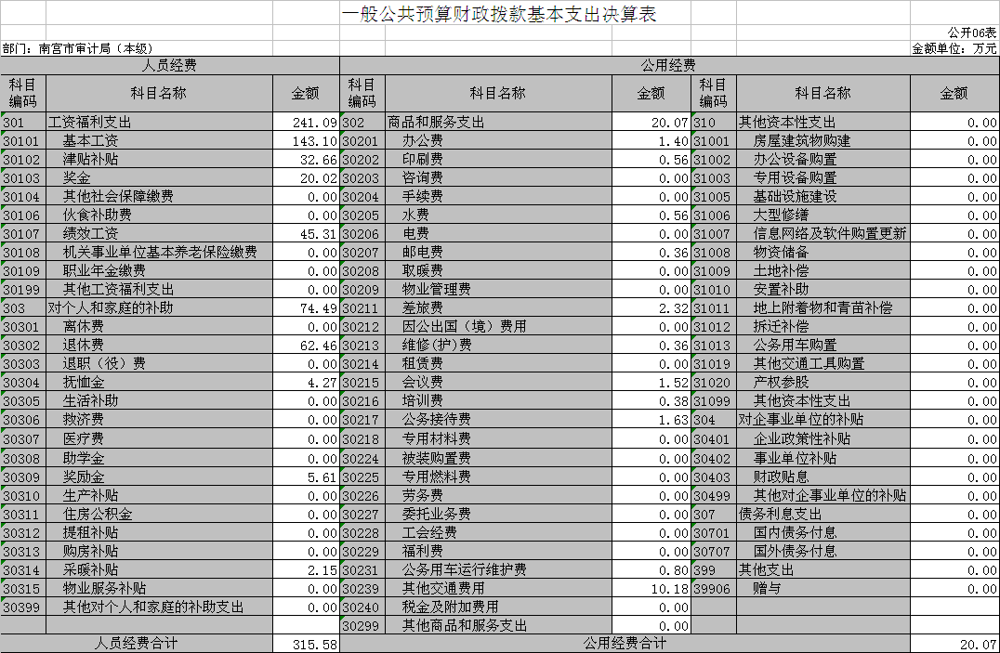 一般公共预算财政拨款基本支出决算表
公开06表
部门：南宫市审计局（本级） 金额单位：万元
人员经费 公用经费
科目编码 科目名称 金额 科目编码 科目名称 金额 科目编码 科目名称 金额
301 工资福利支出 241.09 302 商品和服务支出 20.07 310 其他资本性支出 0.00
30101 基本工资 143.10 30201 办公费 1.40 31001 房屋建筑物购建 0.00
30102 津贴补贴 32.66 30202 印刷费 0.56 31002 办公设备购置 0.00
30103 奖金 20.02 30203 咨询费 0.00 31003 专用设备购置 0.00
30104 其他社会保障缴费 0.00 30204 手续费 0.00 31005 基础设施建设 0.00
30106 伙食补助费 0.00 30205 水费 0.56 31006 大型修缮 0.00
30107 绩效工资 45.31 30206 电费 0.00 31007 信息网络及软件购置更新 0.00
30108 机关事业单位基本养老保险缴费 0.00 30207 邮电费 0.36 31008 物资储备 0.00
30109 职业年金缴费 0.00 30208 取暖费 0.00 31009 土地补偿 0.00
30199 其他工资福利支出 0.00 30209 物业管理费 0.00 31010 安置补助 0.00
303 对个人和家庭的补助 74.49 30211 差旅费 2.32 31011 地上附着物和青苗补偿 0.00
30301 离休费 0.00 30212 因公出国（境）费用 0.00 31012 拆迁补偿 0.00
30302 退休费 62.46 30213 维修(护)费 0.36 31013 公务用车购置 0.00
30303 退职（役）费 0.00 30214 租赁费 0.00 31019 其他交通工具购置 0.00
30304 抚恤金 4.27 30215 会议费 1.52 31020 产权参股 0.00
30305 生活补助 0.00 30216 培训费 0.38 31099 其他资本性支出 0.00
30306 救济费 0.00 30217 公务接待费 1.63 304 对企事业单位的补贴 0.00
30307 医疗费 0.00 30218 专用材料费 0.00 30401 企业政策性补贴 0.00
30308 助学金 0.00 30224 被装购置费 0.00 30402 事业单位补贴 0.00
30309 奖励金 5.61 30225 专用燃料费 0.00 30403 财政贴息 0.00
30310 生产补贴 0.00 30226 劳务费 0.00 30499 其他对企事业单位的补贴 0.00
30311 住房公积金 0.00 30227 委托业务费 0.00 307 债务利息支出 0.00
30312 提租补贴 0.00 30228 工会经费 0.00 30701 国内债务付息 0.00
30313 购房补贴 0.00 30229 福利费 0.00 30707 国外债务付息 0.00
30314 采暖补贴 2.15 30231 公务用车运行维护费 0.80 399 其他支出 0.00
30315 物业服务补贴 0.00 30239 其他交通费用 10.18 39906 赠与 0.00
30399 其他对个人和家庭的补助支出 0.00 30240 税金及附加费用 0.00
30299 其他商品和服务支出 0.00
人员经费合计 315.58 公用经费合计 20.07